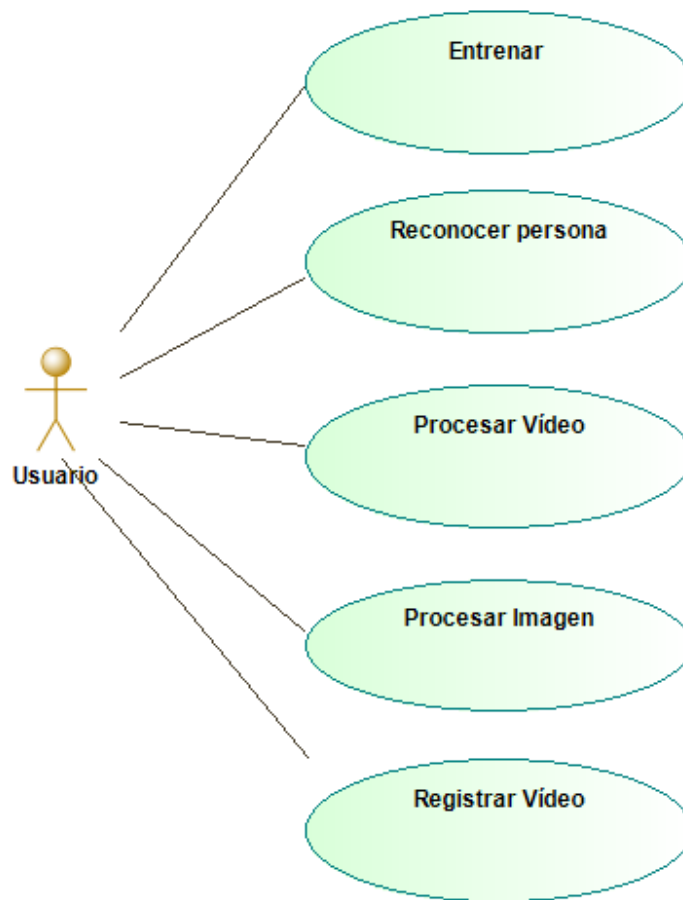 Entrenar
Reconocer persona
Procesar Vídeo
Usuario
Procesar Imagen
Registrar Vídeo